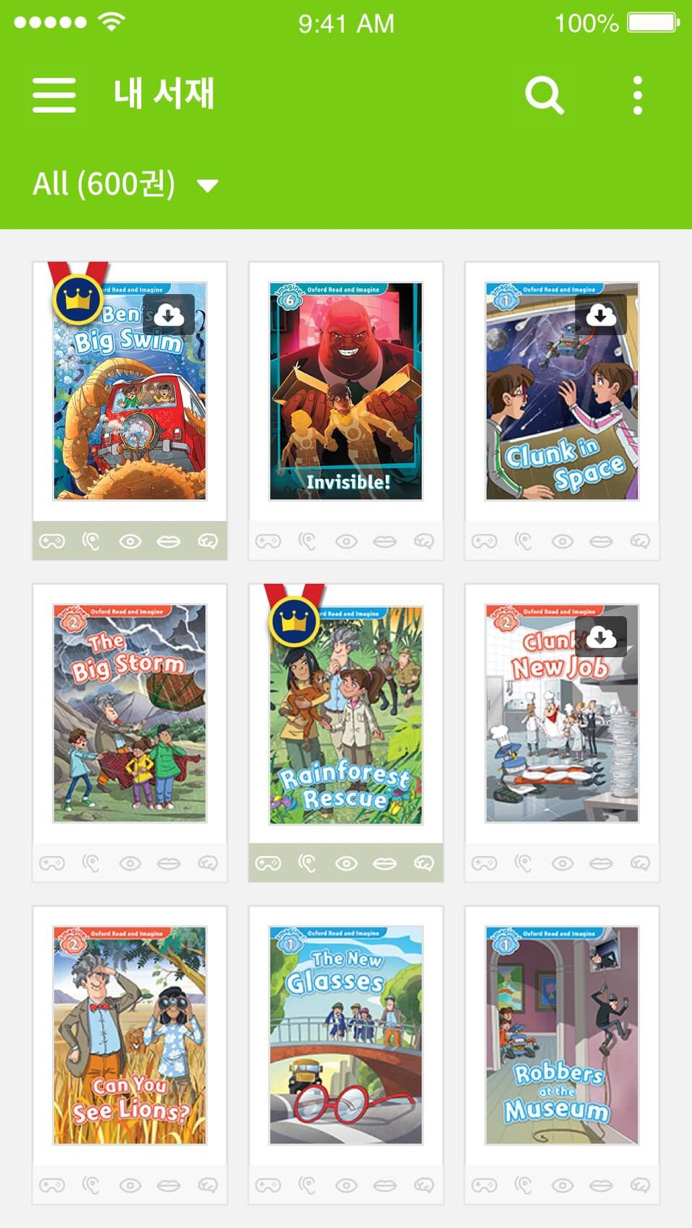 9:41 AM
100%
내 서재
All (600권)
Oxford Read and Imagine
Ben's
Big Swim
6
Oxford Read and Imagine
Invisible!
1
Oxford Read and Imagine
Clunk in
Space
2
Oxford Read and Imagine
The
Big Storm
Read and Imagine
Rainforest
Rescue
2
Oxford Read and Imagine
Clunk's
New Job
2
Oxford Read and Imagine
Can You
See Lions?
1
Oxford Read and Imagine
The New
Glasses
1
Oxford Read and Imagine
Robbers
at the
Museum